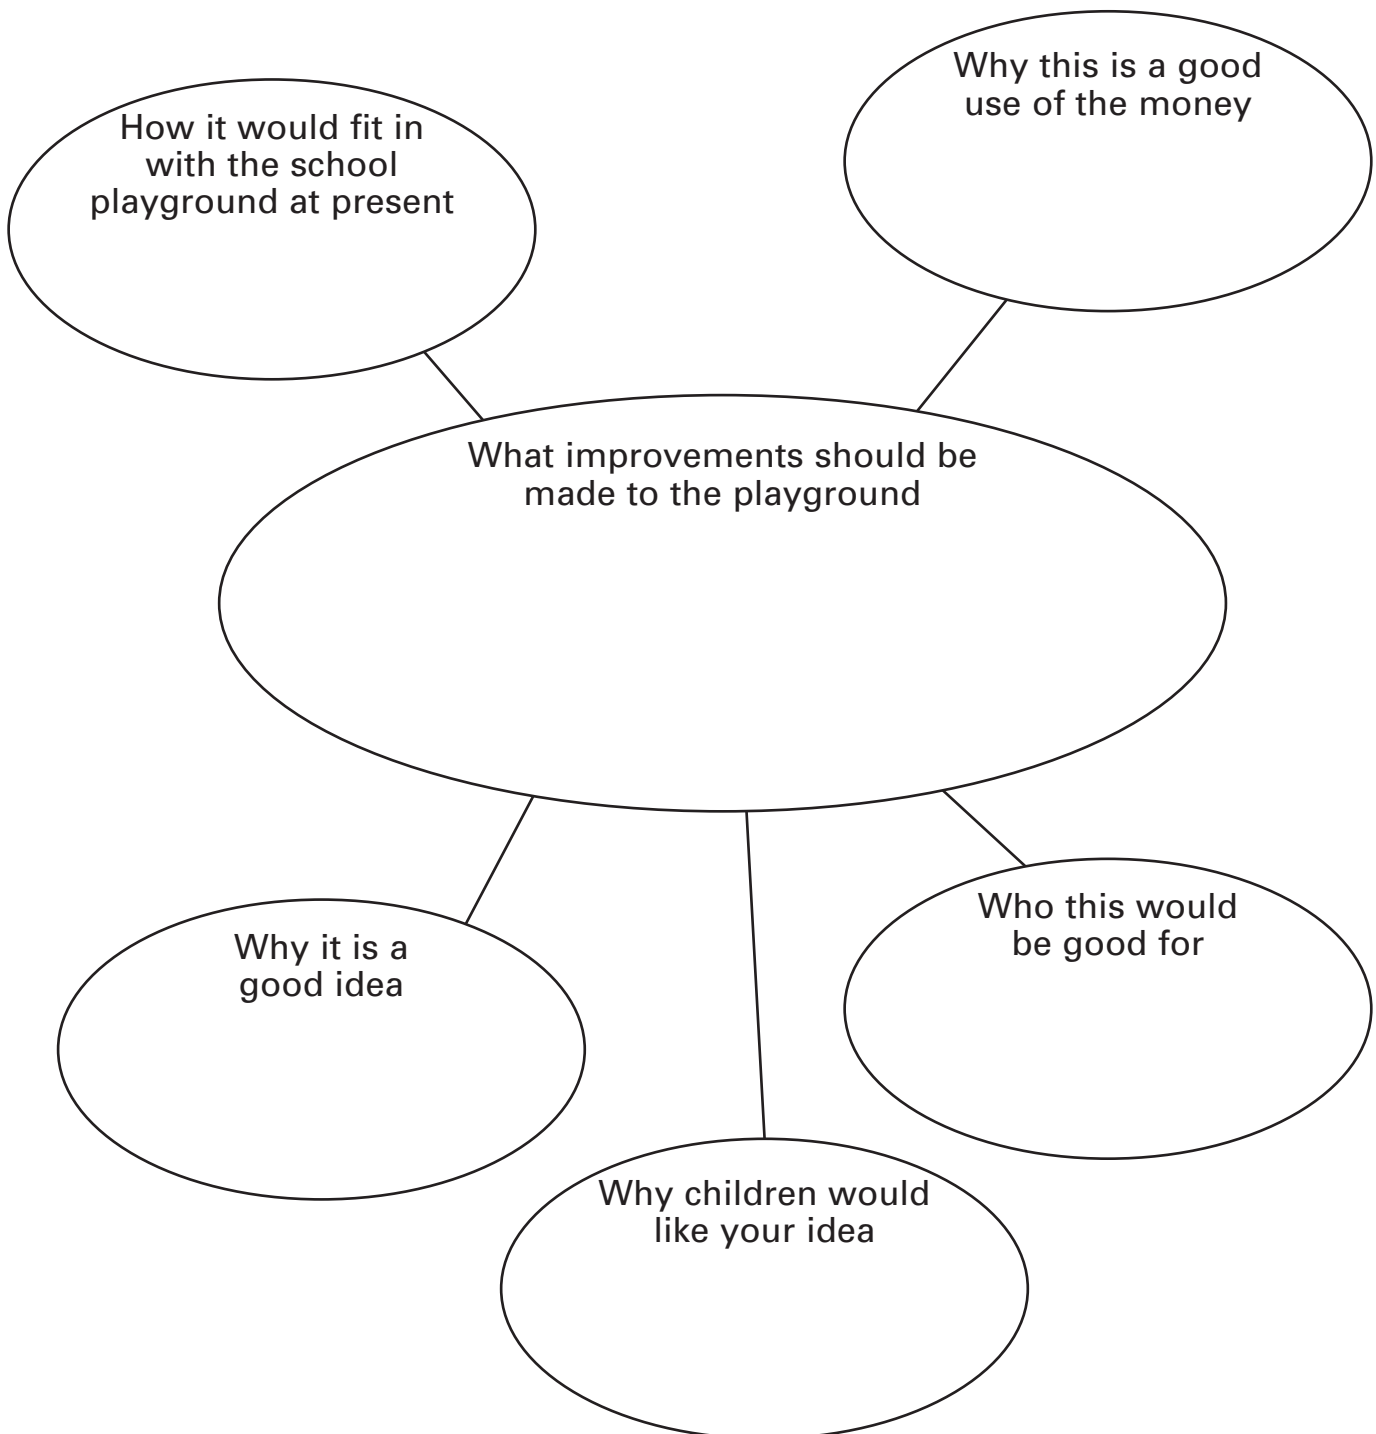 How it would fit in
with the school
playground at present
Why this is a good
use of the money
What improvements should be
made to the playground
Why it is a
good idea
Who this would
be good for
Why children would
like your idea